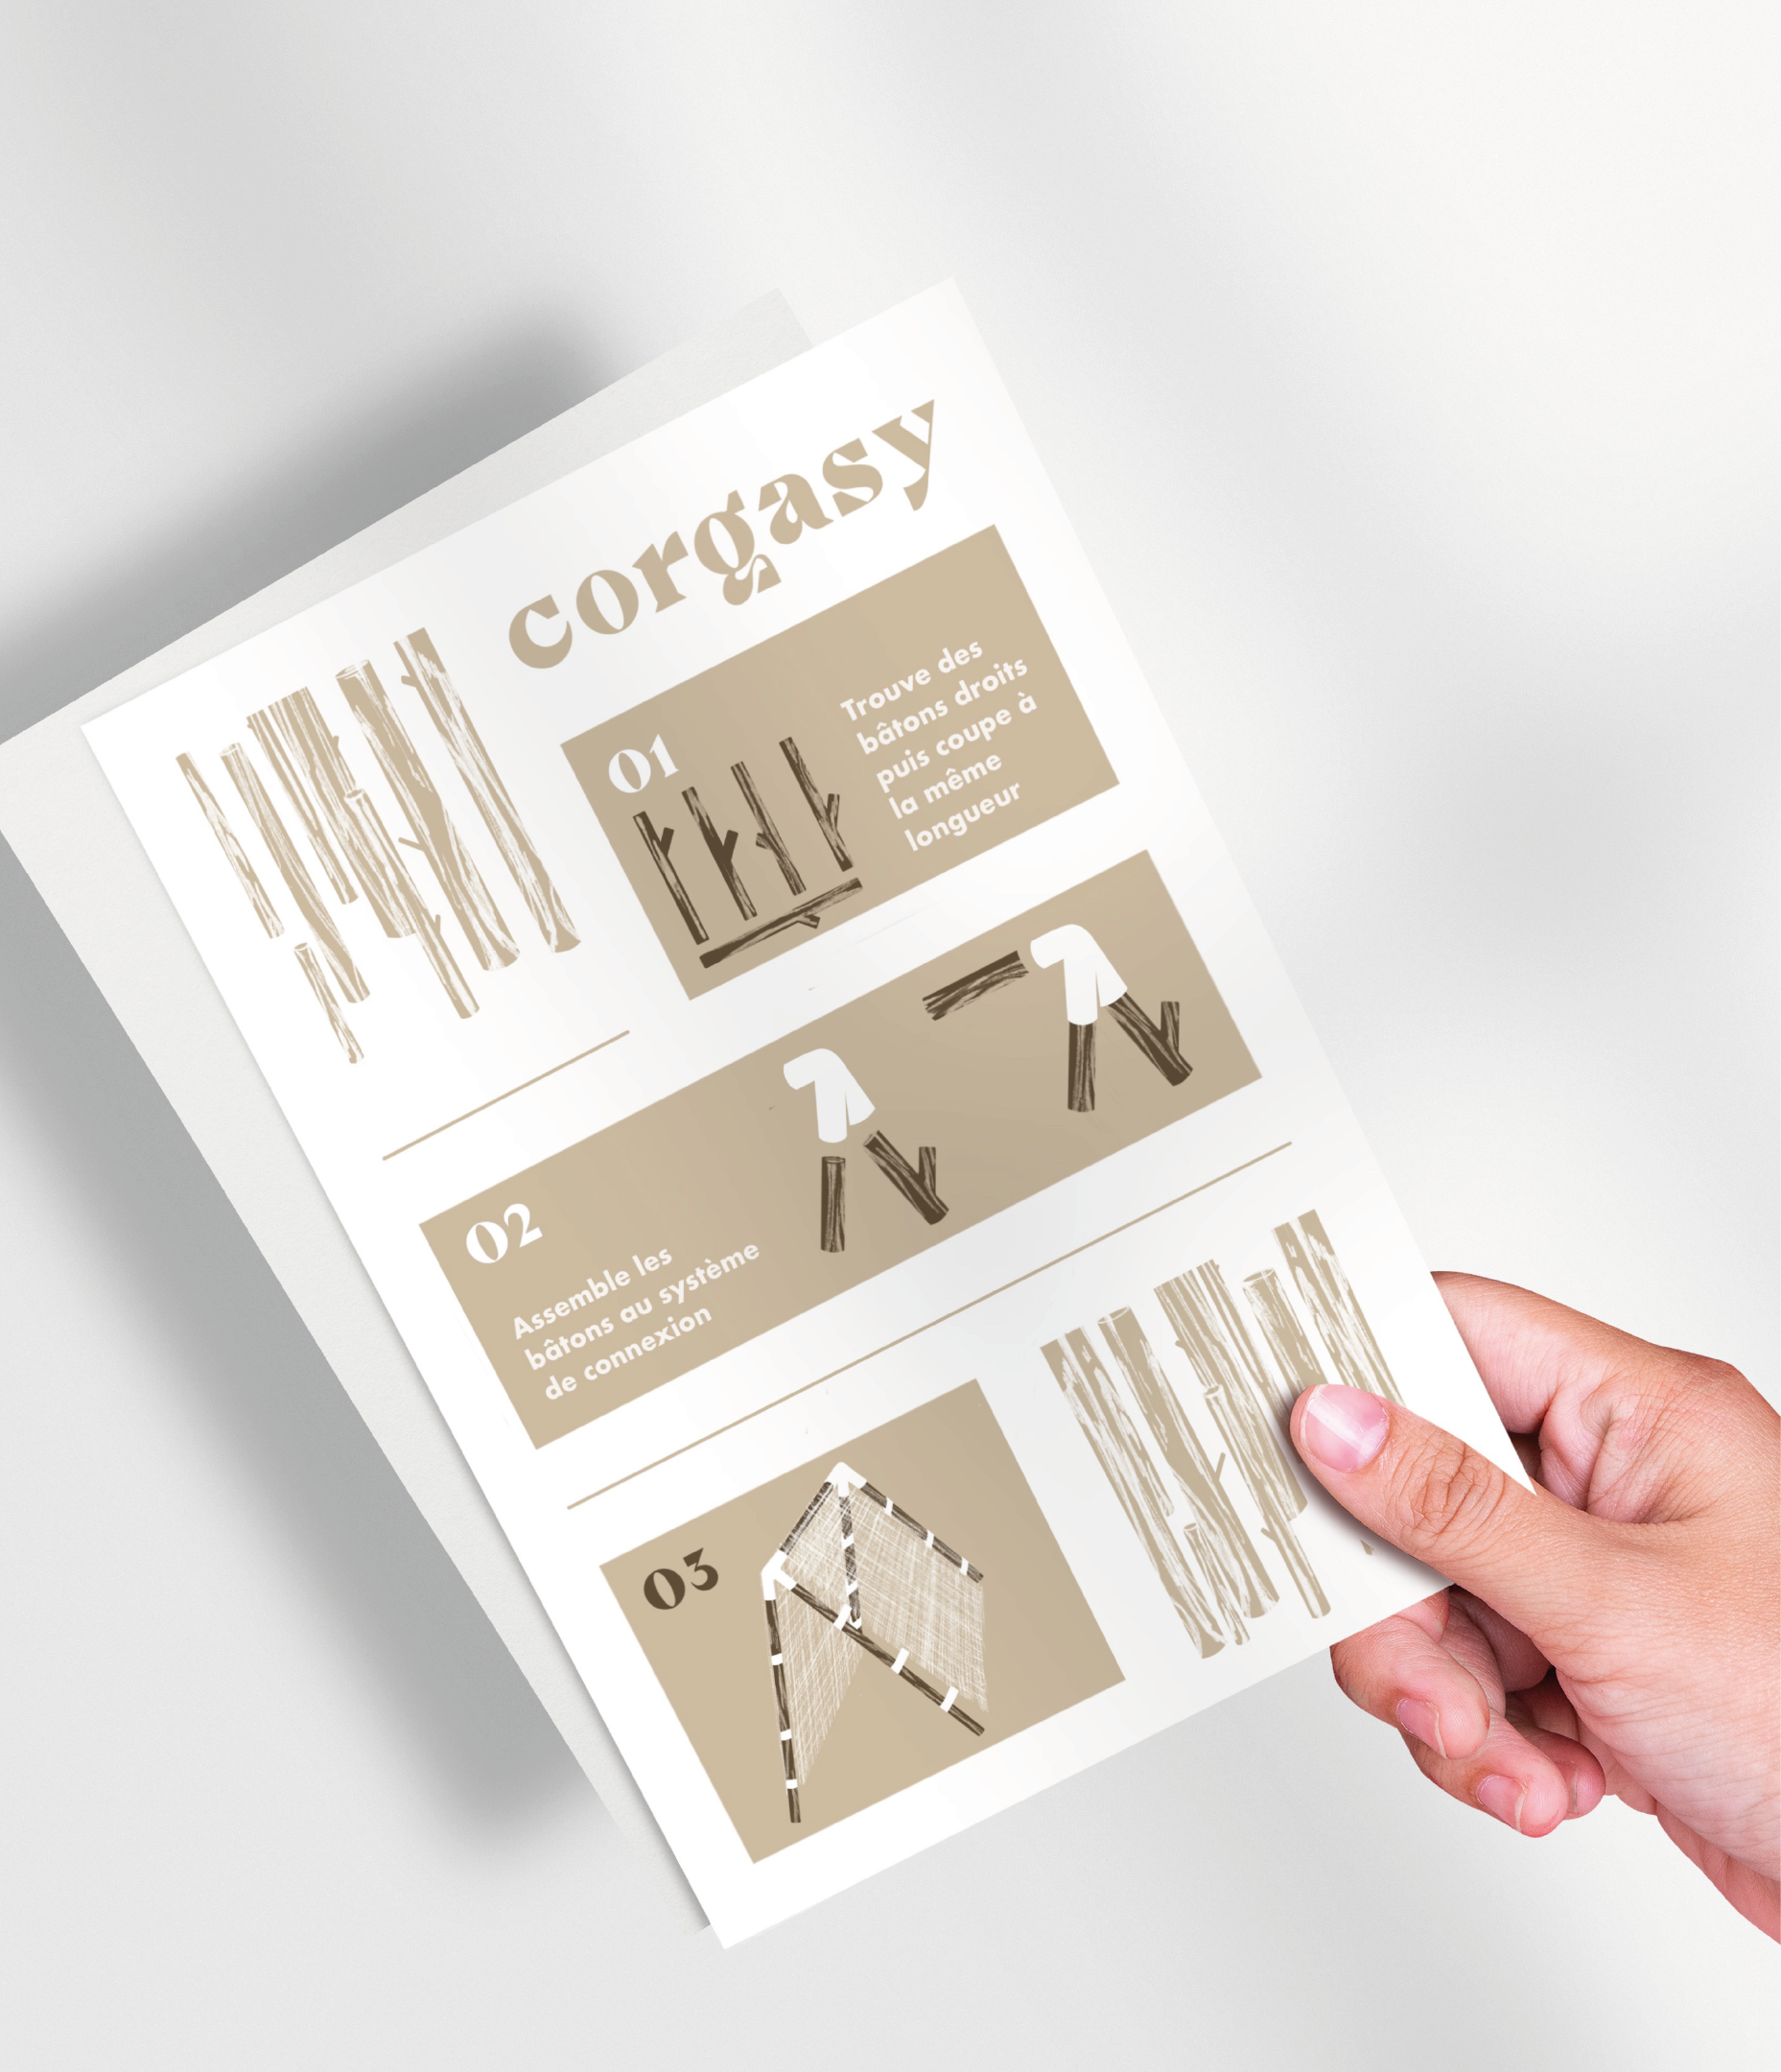 corgasy
01
Trouve des
bâtons droits
puis coupe à
la même
longueur
02
Assemble les
bâtons au système
de connexion
03